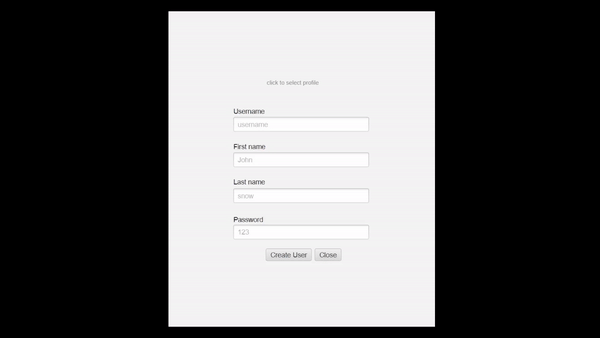 click to select profile
Username
username
First name
John
Last name
snow
Password
123
Create User Close